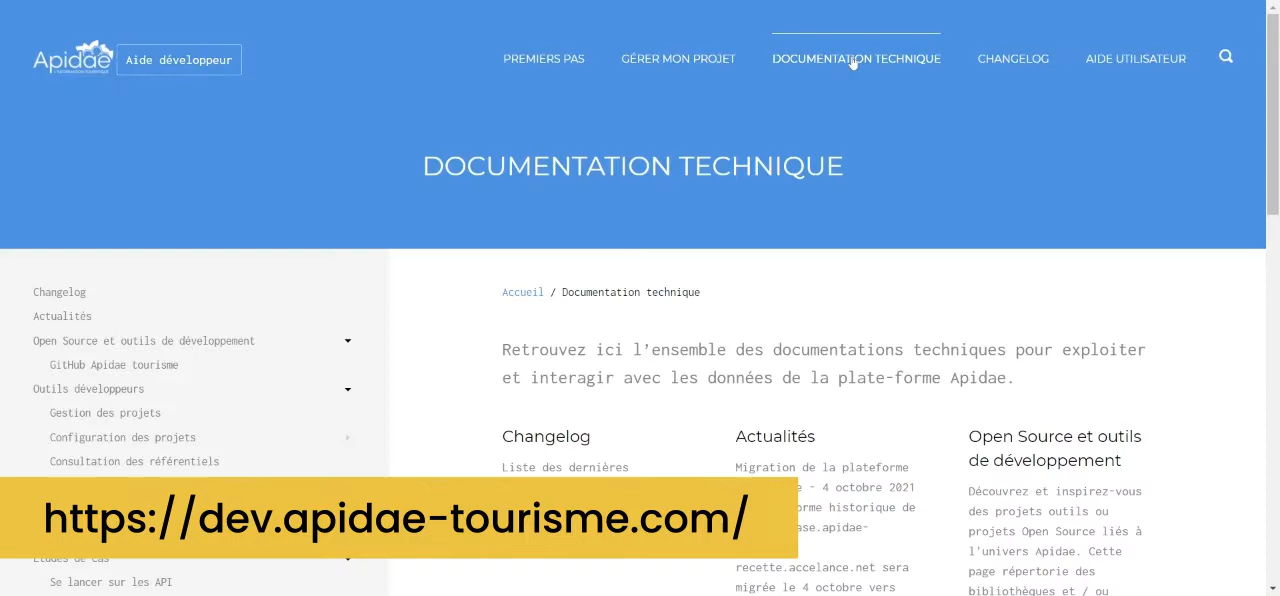 Apidae
Aide développeur
PREMIERS PAS
GÉRER MON PROJET
DOCUMENTATION TECHNIQUE
CHANGELOG
AIDE UTILISATEUR
DOCUMENTATION TECHNIQUE
Changelog
Actualités
Open Source et outils de développement
GitHub Apidae tourisme
Outils développeurs
Gestion des projets
Configuration des projets
Consultation des référentiels
Études de cas
Se lancer sur les API
Accueil / Documentation technique
Retrouvez ici l'ensemble des documentations techniques pour exploiter
et interagir avec les données de la plate-forme Apidae.
Changelog
Liste des dernières
Actualités
Migration de la plateforme
e - 4 octobre 2021
orme historique de
ase.apidae-
recette.accelance.net sera
migrée le 4 octobre vers
Open Source et outils
de développement
Découvrez et inspirez-vous
des projets outils ou
projets Open Source liés à
l'univers Apidae. Cette
page répertorie des
bibliothèques et / ou
https://dev.apidae-tourisme.com/